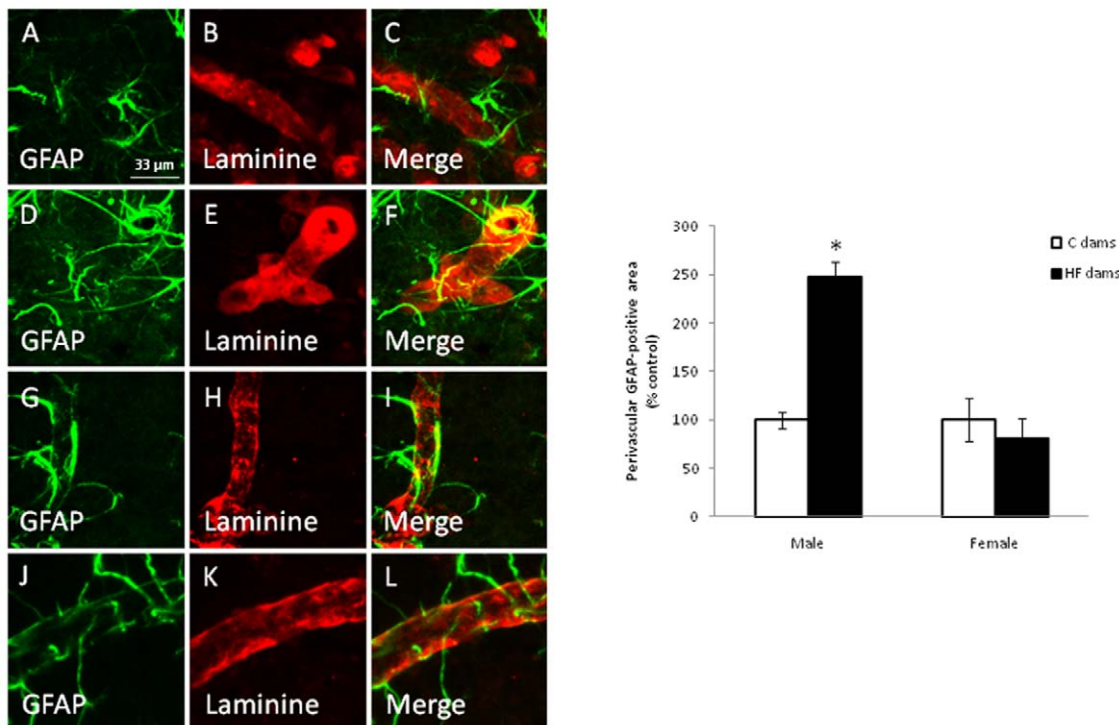 A
B
C
GFAP
33 µm
Laminine
Merge
D
E
F
GFAP
Laminine
Merge
G
H
I
GFAP
Laminine
Merge
J
K
L
GFAP
Laminine
Merge
Perivascular GFAP-positive area
(% control)
300
250
200
150
100
50
0
*
Male
Female
C dams
HF dams